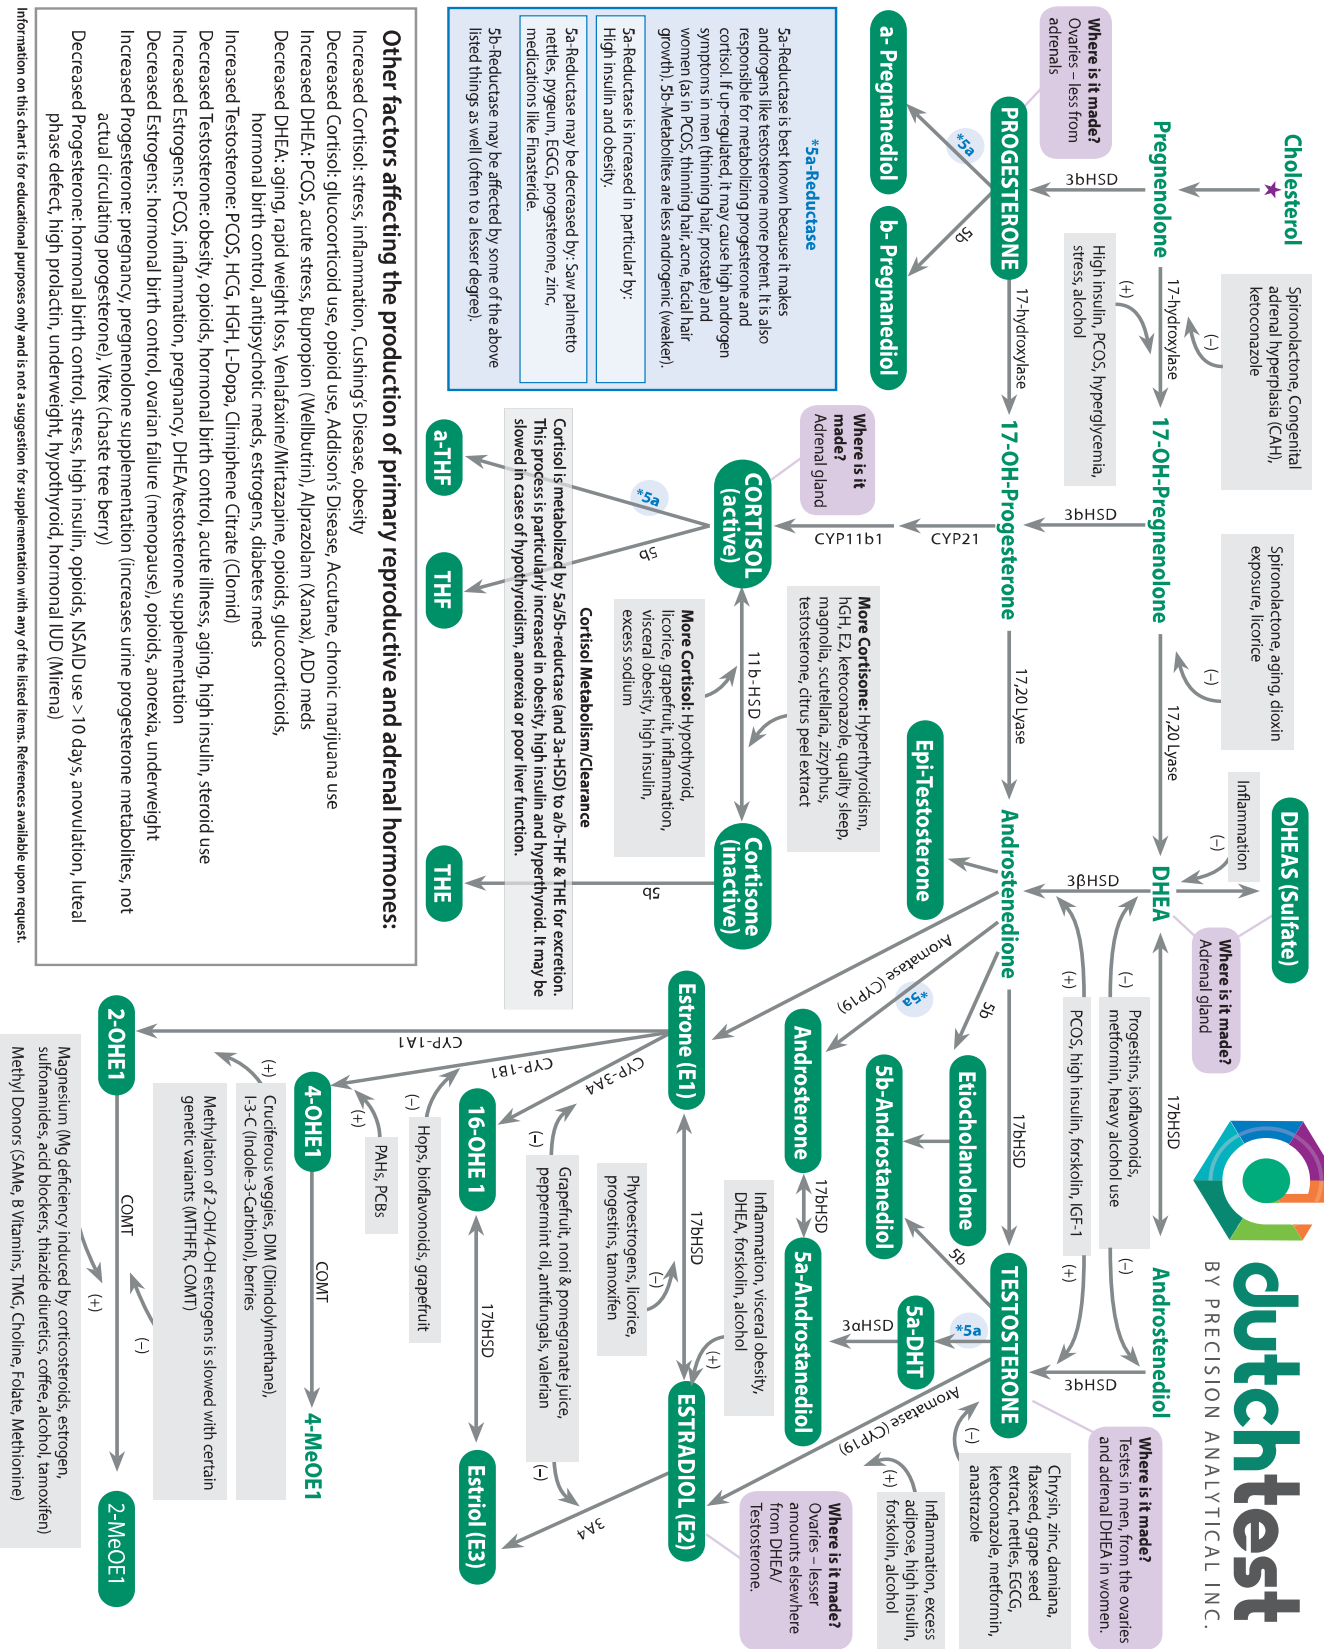 dutchtest
BY PRECISION ANALYTICAL INC.
Cholesterol
Pregnenolone
17-hydroxylase
Spironolactone, Congenital
adrenal hyperplasia (CAH),
ketoconazole
(−)
High insulin, PCOS, hyperglycemia,
stress, alcohol
(+)
17-OH-Pregnenolone
17,20 Lyase
Spironolactone, aging, dioxin
exposure, licorice
(−)
DHEAS (Sulfate)
Inflammation
(−)
DHEA
Where is it made?
Adrenal gland
17bHSD
Androstenediol
3bHSD
3bHSD
3βHSD
3bHSD
Progestins, isoflavonoids,
metformin, heavy alcohol use
(−)
(−)
PCOS, high insulin, forskolin, IGF-1
(+)
(+)
Where is it made?
Ovaries – less from
adrenals
PROGESTERONE
17-hydroxylase
17-OH-Progesterone
17,20 Lyase
Androstenedione
17bHSD
TESTOSTERONE
Where is it made?
Testes in men, from the ovaries
and adrenal DHEA in women.
*5a
5b
a- Pregnanediol
b- Pregnanediol
CYP21
CYP11b1
Where is it
made?
Adrenal gland
CORTISOL
(active)
11b-HSD
Cortisone
(inactive)
More Cortisone: Hyperthyroidism,
hGH, E2, ketoconazole, quality sleep,
magnolia, scutellaria, zizyphus,
testosterone, citrus peel extract
More Cortisol: Hypothyroid,
licorice, grapefruit, inflammation,
visceral obesity, high insulin,
excess sodium
*5a
5b
5b
Cortisol Metabolism/Clearance
Cortisol is metabolized by 5a/5b-reductase (and 3a-HSD) to a/b-THF & THE for excretion.
This process is particularly increased in obesity, high insulin and hyperthyroid. It may be
slowed in cases of hypothyroidism, anorexia or poor liver function.
a-THF
THF
THE
Epi-Testosterone
Aromatase (CYP19)
*5a
5b
Androsterone
Etiocholanolone
5b-Androstanediol
17bHSD
5a-Androstanediol
5b
*5a
5a-DHT
3αHSD
Aromatase (CYP19)
Chrysin, zinc, damiana,
flaxseed, grape seed
extract, nettles, EGCG,
ketoconazole, metformin,
anastrazole
(−)
Inflammation, excess
adipose, high insulin,
forskolin, alcohol
(+)
Where is it made?
Ovaries – lesser
amounts elsewhere
from DHEA/
Testosterone.
Estrone (E1)
17bHSD
ESTRADIOL (E2)
Inflammation, visceral obesity,
DHEA, forskolin, alcohol
(+)
Phytoestrogens, licorice,
progestins, tamoxifen
(−)
Grapefruit, noni & pomegranate juice,
peppermint oil, antifungals, valerian
(−)
(−)
CYP-3A4
3A4
CYP-1B1
CYP-1A1
16-OHE 1
17bHSD
Estriol (E3)
Hops, bioflavonoids, grapefruit
(−)
PAHs, PCBs
(+)
4-OHE1
COMT
4-MeOE1
Cruciferous veggies, DIM (Diindolylmethane),
I-3-C (Indole-3-Carbinol), berries
(+)
Methylation of 2-OH/4-OH estrogens is slowed with certain
genetic variants (MTHFR, COMT)
(−)
2-OHE1
COMT
2-MeOE1
(+)
Magnesium (Mg deficiency induced by corticosteroids, estrogen,
sulfonamides, acid blockers, thiazide diuretics, coffee, alcohol, tamoxifen)
Methyl Donors (SAMe, B Vitamins, TMG, Choline, Folate, Methionine)
*5a-Reductase
5a-Reductase is best known because it makes
androgens like testosterone more potent. It is also
responsible for metabolizing progesterone and
cortisol. If up-regulated, it may cause high androgen
symptoms in men (thinning hair, prostate) and
women (as in PCOS, thinning hair, acne, facial hair
growth). 5b-Metabolites are less androgenic (weaker).
5a-Reductase is increased in particular by:
High insulin and obesity.
5a-Reductase may be decreased by: Saw palmetto
nettles, pygeum, EGCG, progesterone, zinc,
medications like Finasteride.
5b-Reductase may be affected by some of the above
listed things as well (often to a lesser degree).
Other factors affecting the production of primary reproductive and adrenal hormones:
Increased Cortisol: stress, inflammation, Cushing's Disease, obesity
Decreased Cortisol: glucocorticoid use, opioid use, Addison's Disease, Accutane, chronic marijuana use
Increased DHEA: PCOS, acute stress, Bupropion (Wellbutrin), Alprazolam (Xanax), ADD meds
Decreased DHEA: aging, rapid weight loss, Venlafaxine/Mirtazapine, opioids, glucocorticoids,
hormonal birth control, antipsychotic meds, estrogens, diabetes meds
Increased Testosterone: PCOS, HCG, HGH, L-Dopa, Climiphene Citrate (Clomid)
Decreased Testosterone: obesity, opioids, hormonal birth control, acute illness, aging, high insulin, steroid use
Increased Estrogens: PCOS, inflammation, pregnancy, DHEA/testosterone supplementation
Decreased Estrogens: hormonal birth control, ovarian failure (menopause), opioids, anorexia, underweight
Increased Progesterone: pregnancy, pregnenolone supplementation (increases urine progesterone metabolites, not
actual circulating progesterone), Vitex (chaste tree berry)
Decreased Progesterone: hormonal birth control, stress, high insulin, opioids, NSAID use > 10 days, anovulation, luteal
phase defect, high prolactin, underweight, hypothyroid, hormonal IUD (Mirena)
Information on this chart is for educational purposes only and is not a suggestion for supplementation with any of the listed items. References available upon request.